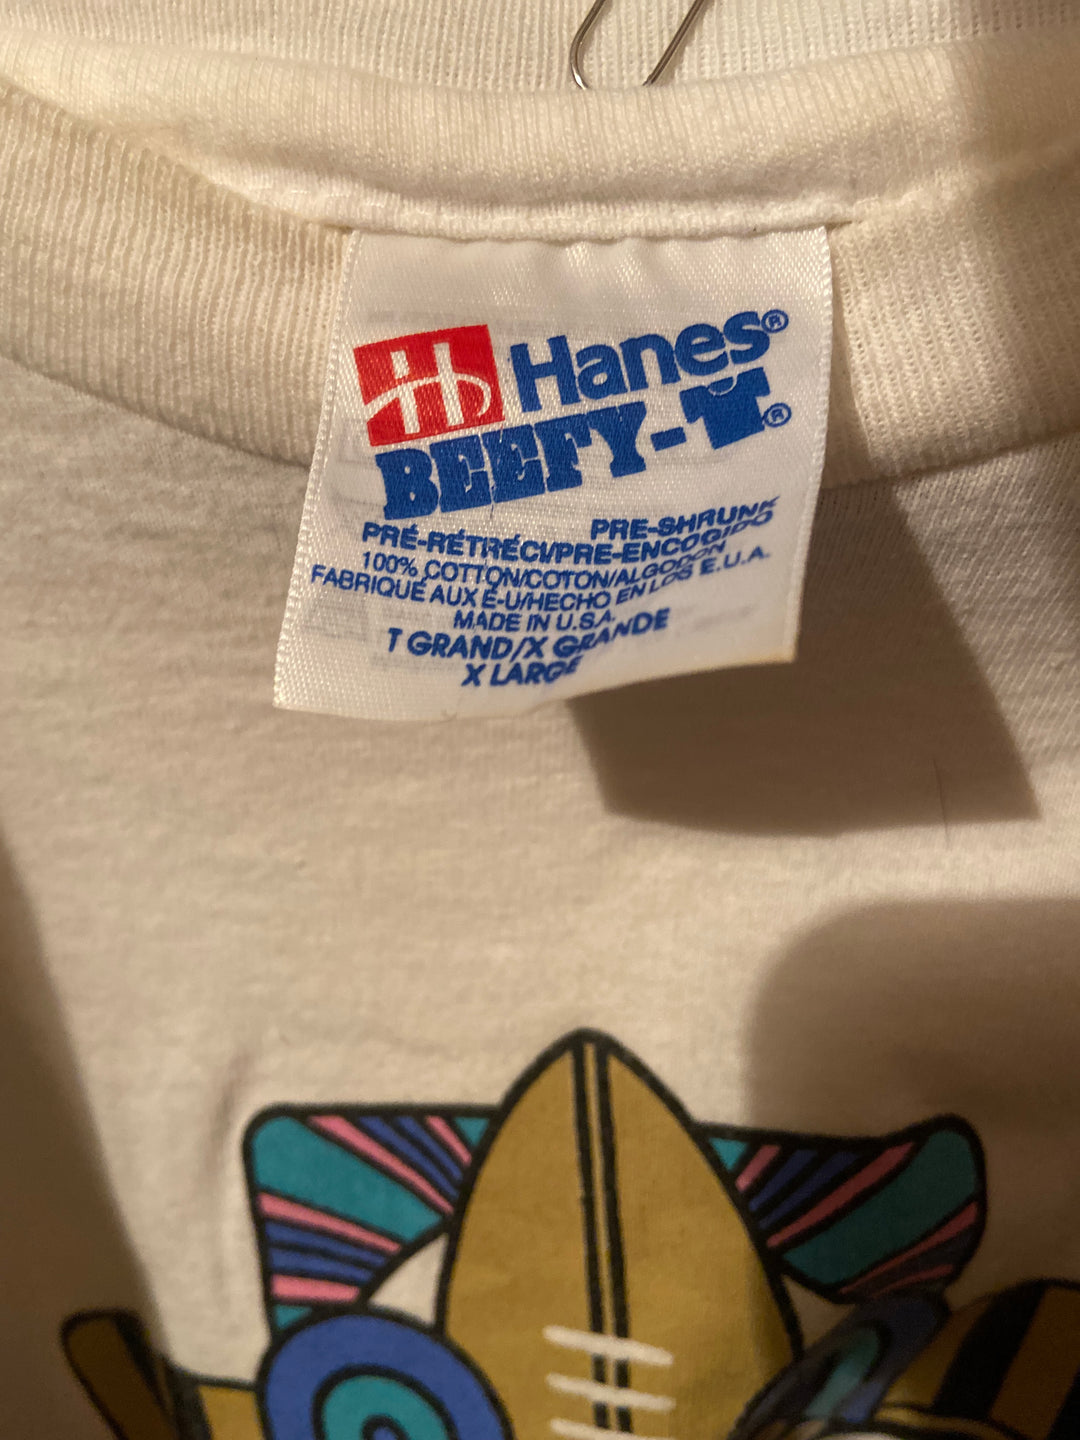 Hanes®
BEEFY-T®
PRE-SHRUNK
PRÉ-RÉTRÉCI/PRE-ENCOGIDO
100% COTTON/COTON/ALGODON
FABRIQUÉ AUX É-U/HECHO EN LOS E.U.A.
MADE IN U.S.A.
T GRAND/X GRANDE
X LARGE